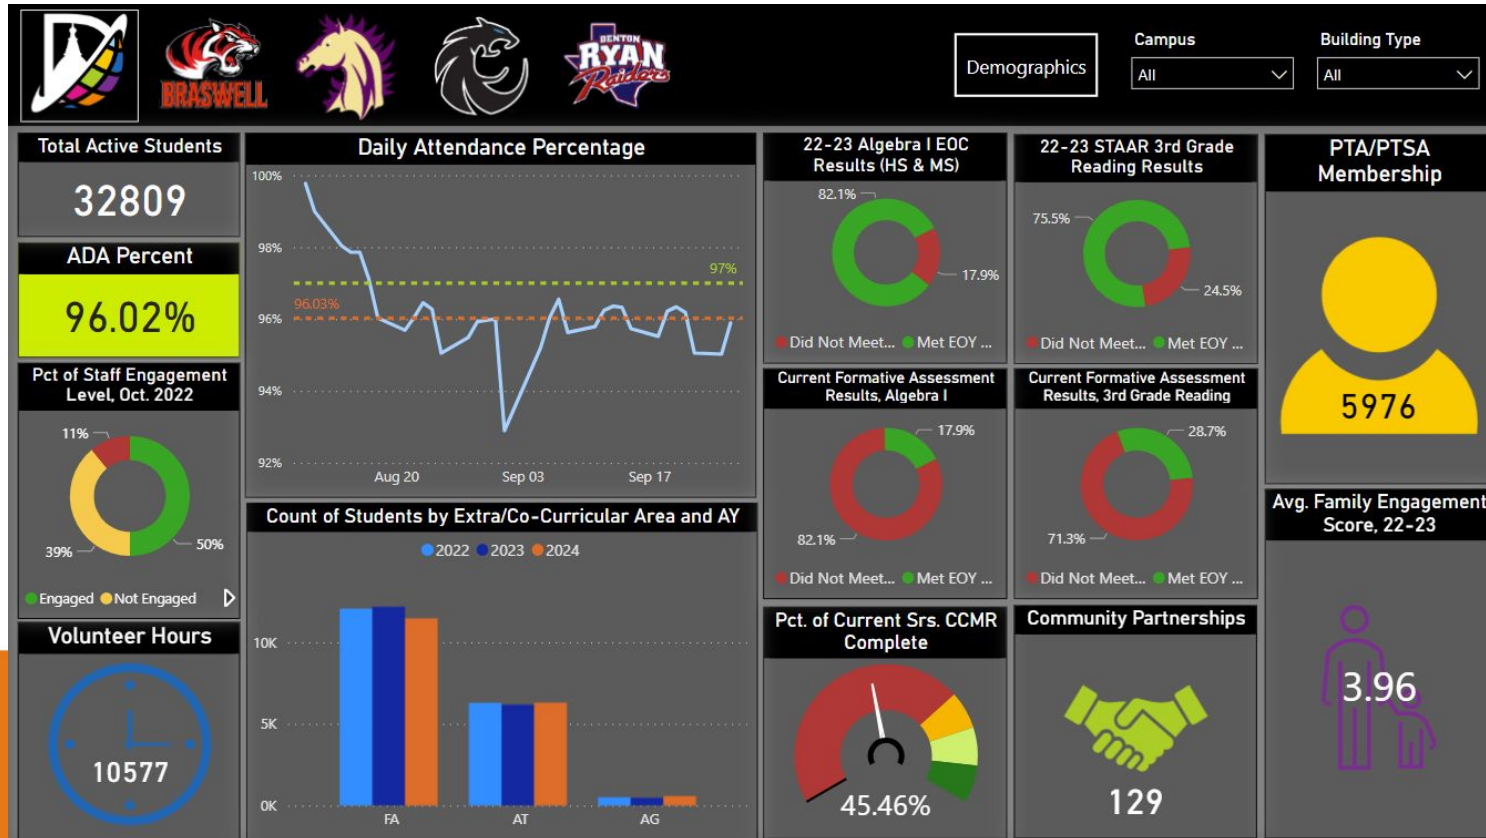 BRASWELL
DENTON
RYAN
Raiders
Demographics
Campus
All
Building Type
All
Total Active Students
32809
ADA Percent
96.02%
Pct of Staff Engagement
Level, Oct. 2022
11%
39%
50%
Engaged
Not Engaged
Volunteer Hours
10577
Daily Attendance Percentage
100%
98%
96%
94%
92%
97%
96.03%
Aug 20
Sep 03
Sep 17
Count of Students by Extra/Co-Curricular Area and AY
2022
2023
2024
10K
5K
0K
FA
AT
AG
22-23 Algebra I EOC
Results (HS & MS)
82.1%
17.9%
Did Not Meet...
Met EOY ...
22-23 STAAR 3rd Grade
Reading Results
75.5%
24.5%
Did Not Meet...
Met EOY ...
Current Formative Assessment
Results, Algebra I
17.9%
82.1%
Did Not Meet...
Met EOY ...
Current Formative Assessment
Results, 3rd Grade Reading
28.7%
71.3%
Did Not Meet...
Met EOY ...
Pct. of Current Srs. CCMR
Complete
45.46%
Community Partnerships
129
PTA/PTSA
Membership
5976
Avg. Family Engagement
Score, 22-23
3.96